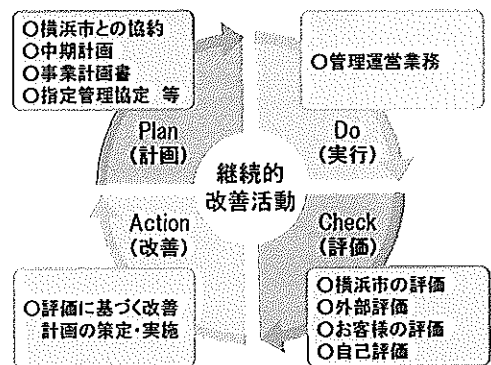 ○横浜市との協約
○中期計画
○事業計画書
○指定管理協定 等
○管理運営業務
Plan
(計画)
Do
(実行)
継続的
改善活動
Action
(改善)
Check
(評価)
○評価に基づく改善
計画の策定・実施
○横浜市の評価
○外部評価
○お客様の評価
○自己評価